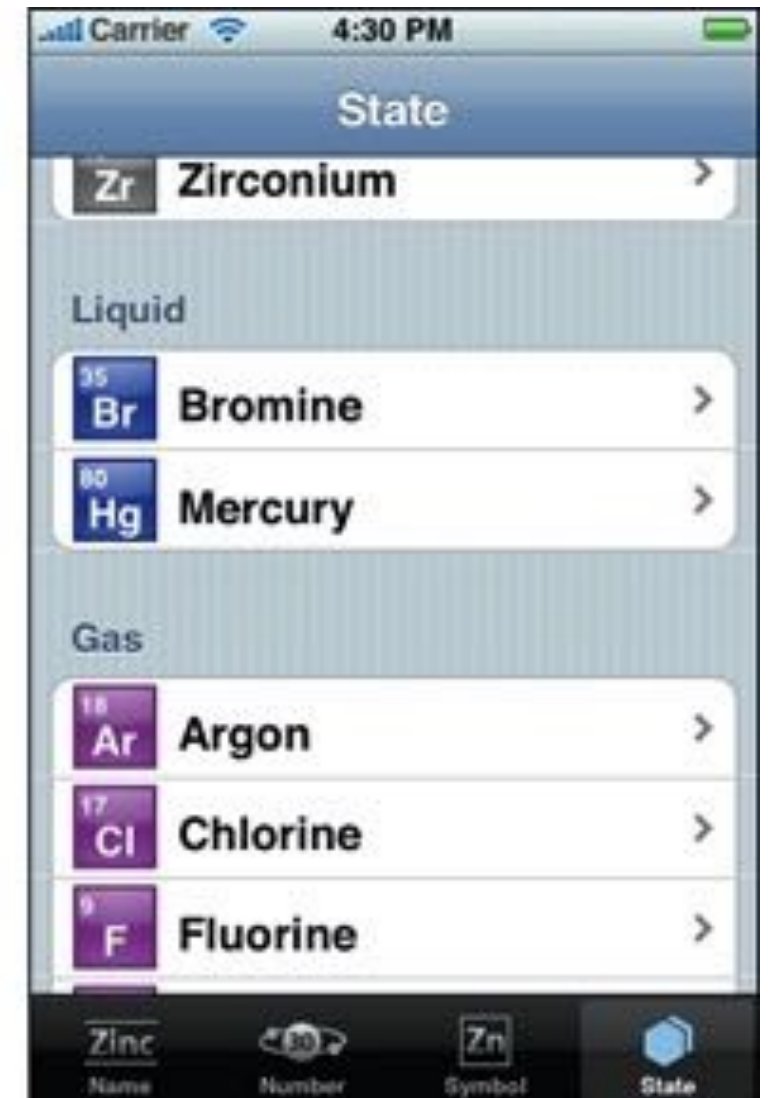 Carrier 4:30 PM
State
Zr Zirconium
Liquid
35
Br Bromine
80
Hg Mercury
Gas
18
Ar Argon
17
Cl Chlorine
9
F Fluorine
Zinc 30 Zn
Name Number Symbol State